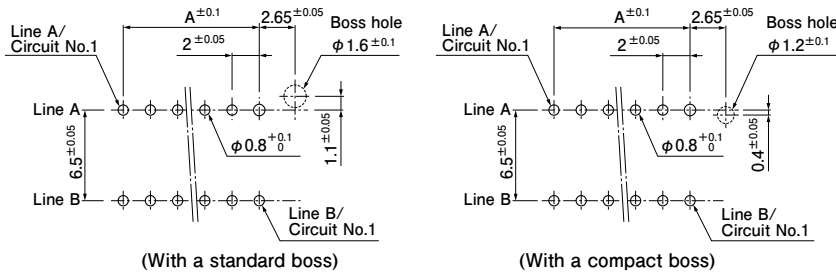 A±0.1
2.65±0.05
Boss hole
φ1.6±0.1
2±0.05
Line A/
Circuit No.1
Line A
6.5±0.05
φ0.8 +0.1 0
1.1±0.05
Line B
Line B/
Circuit No.1
(With a standard boss)
A±0.1
2.65±0.05
Boss hole
φ1.2±0.1
2±0.05
Line A/
Circuit No.1
Line A
6.5±0.05
φ0.8 +0.1 0
0.4±0.05
Line B
Line B/
Circuit No.1
(With a compact boss)